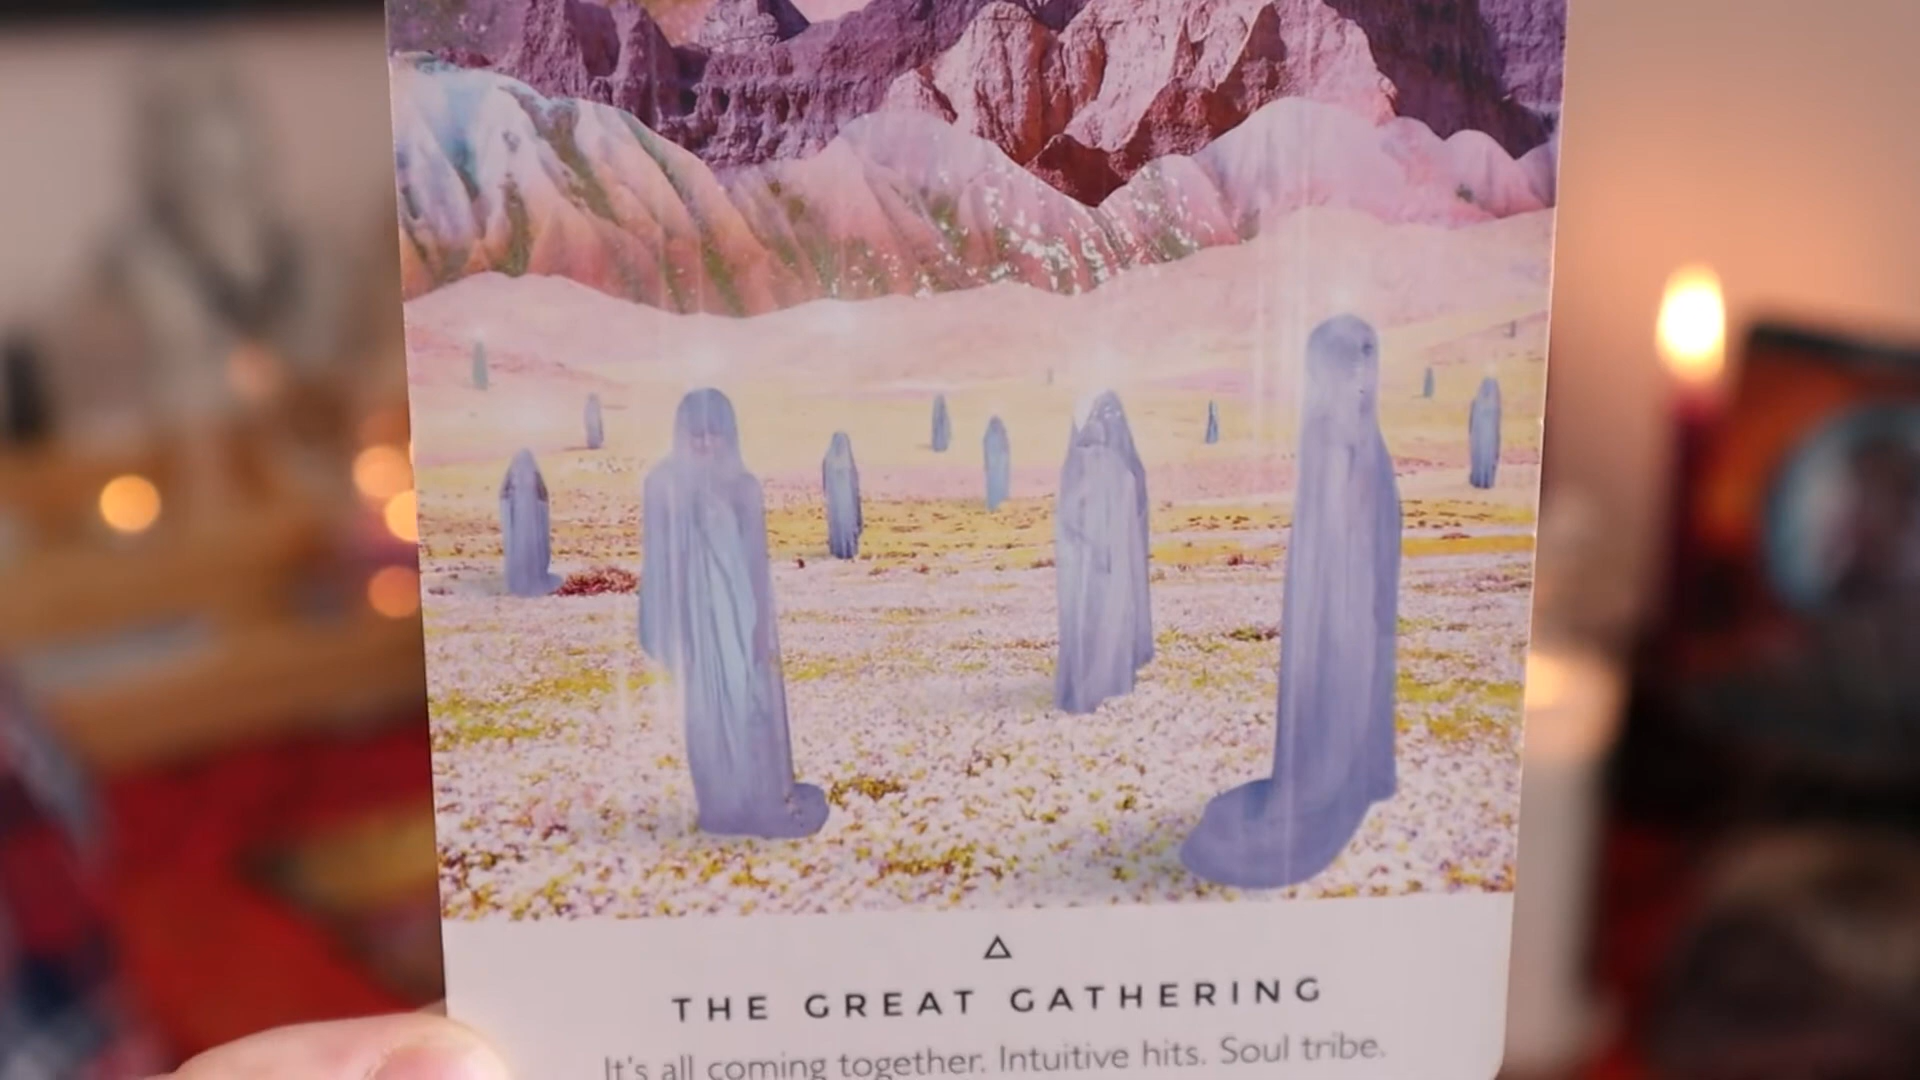 THE GREAT GATHERING
It's all coming together. Intuitive hits. Soul tribe.